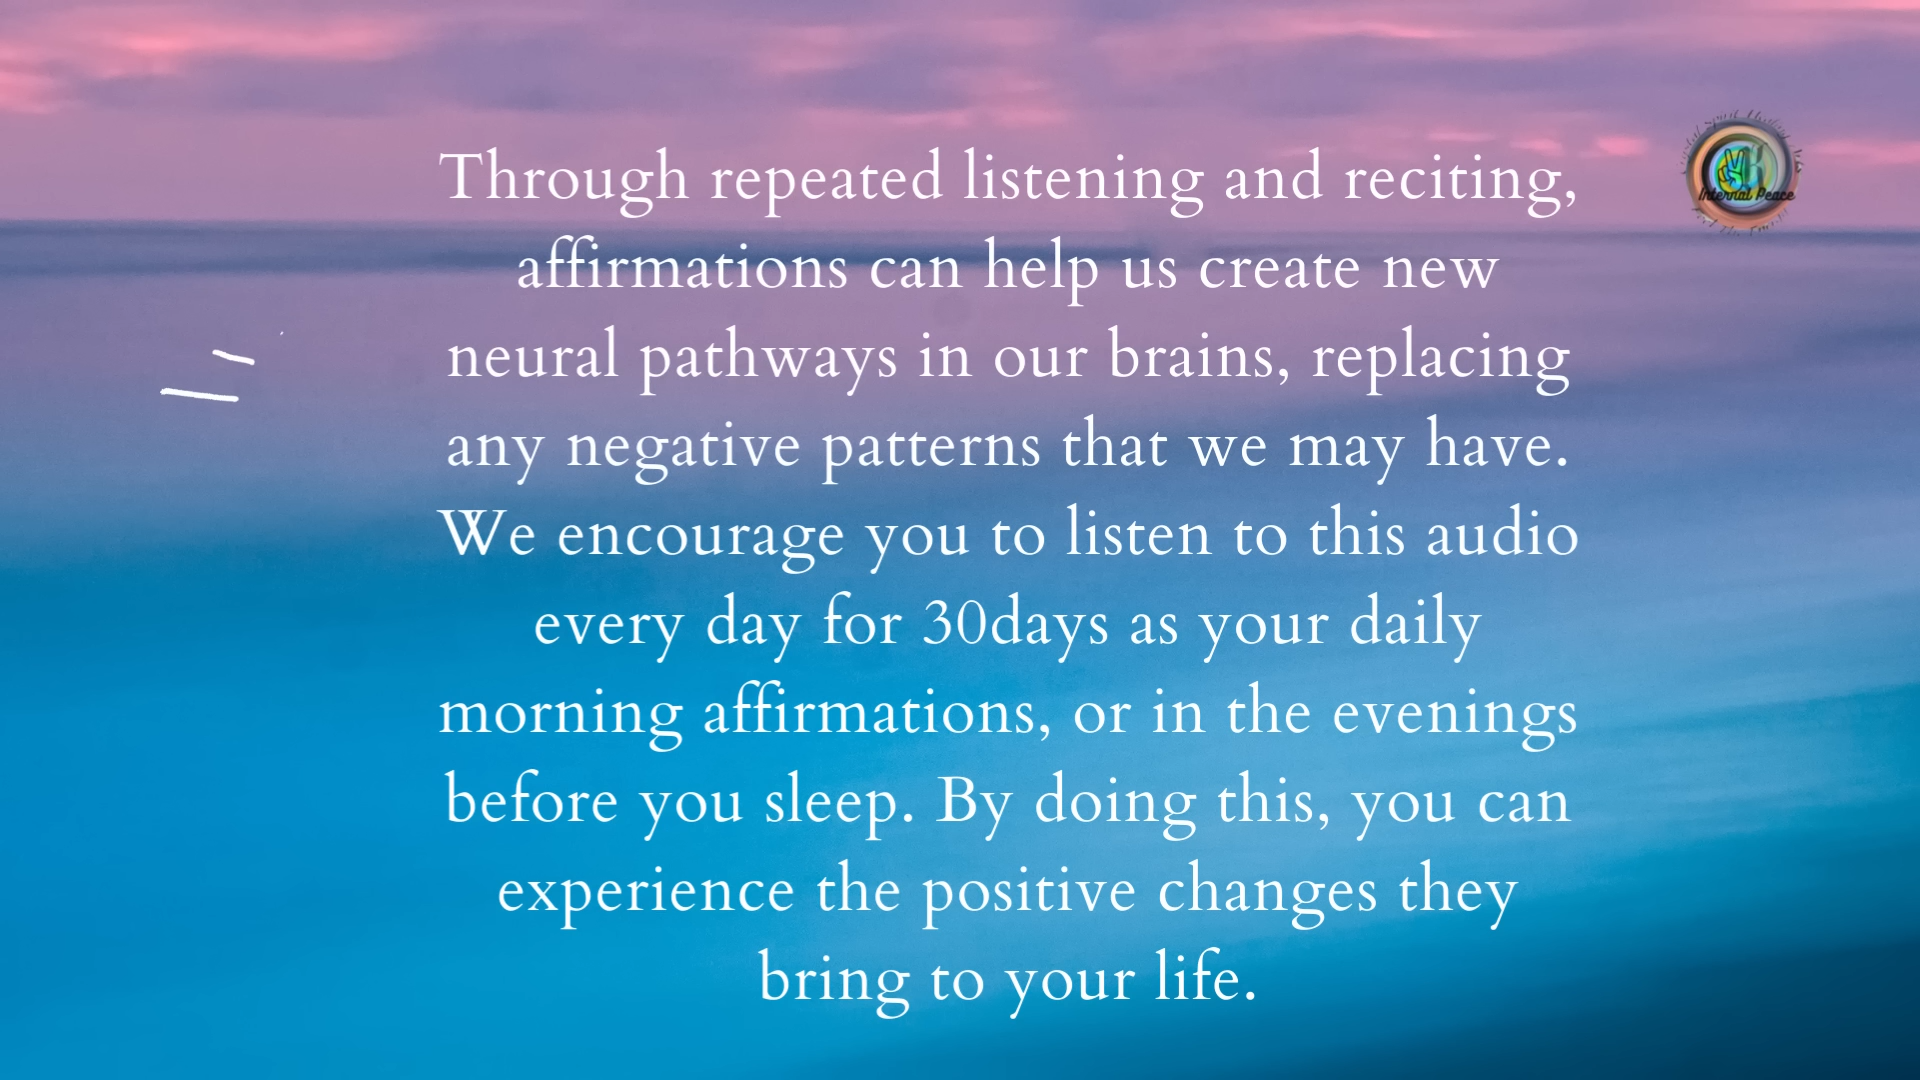 Through repeated listening and reciting,
affirmations can help us create new
neural pathways in our brains, replacing
any negative patterns that we may have.
We encourage you to listen to this audio
every day for 30days as your daily
morning affirmations, or in the evenings
before you sleep. By doing this, you can
experience the positive changes they
bring to your life.
Internal Peace